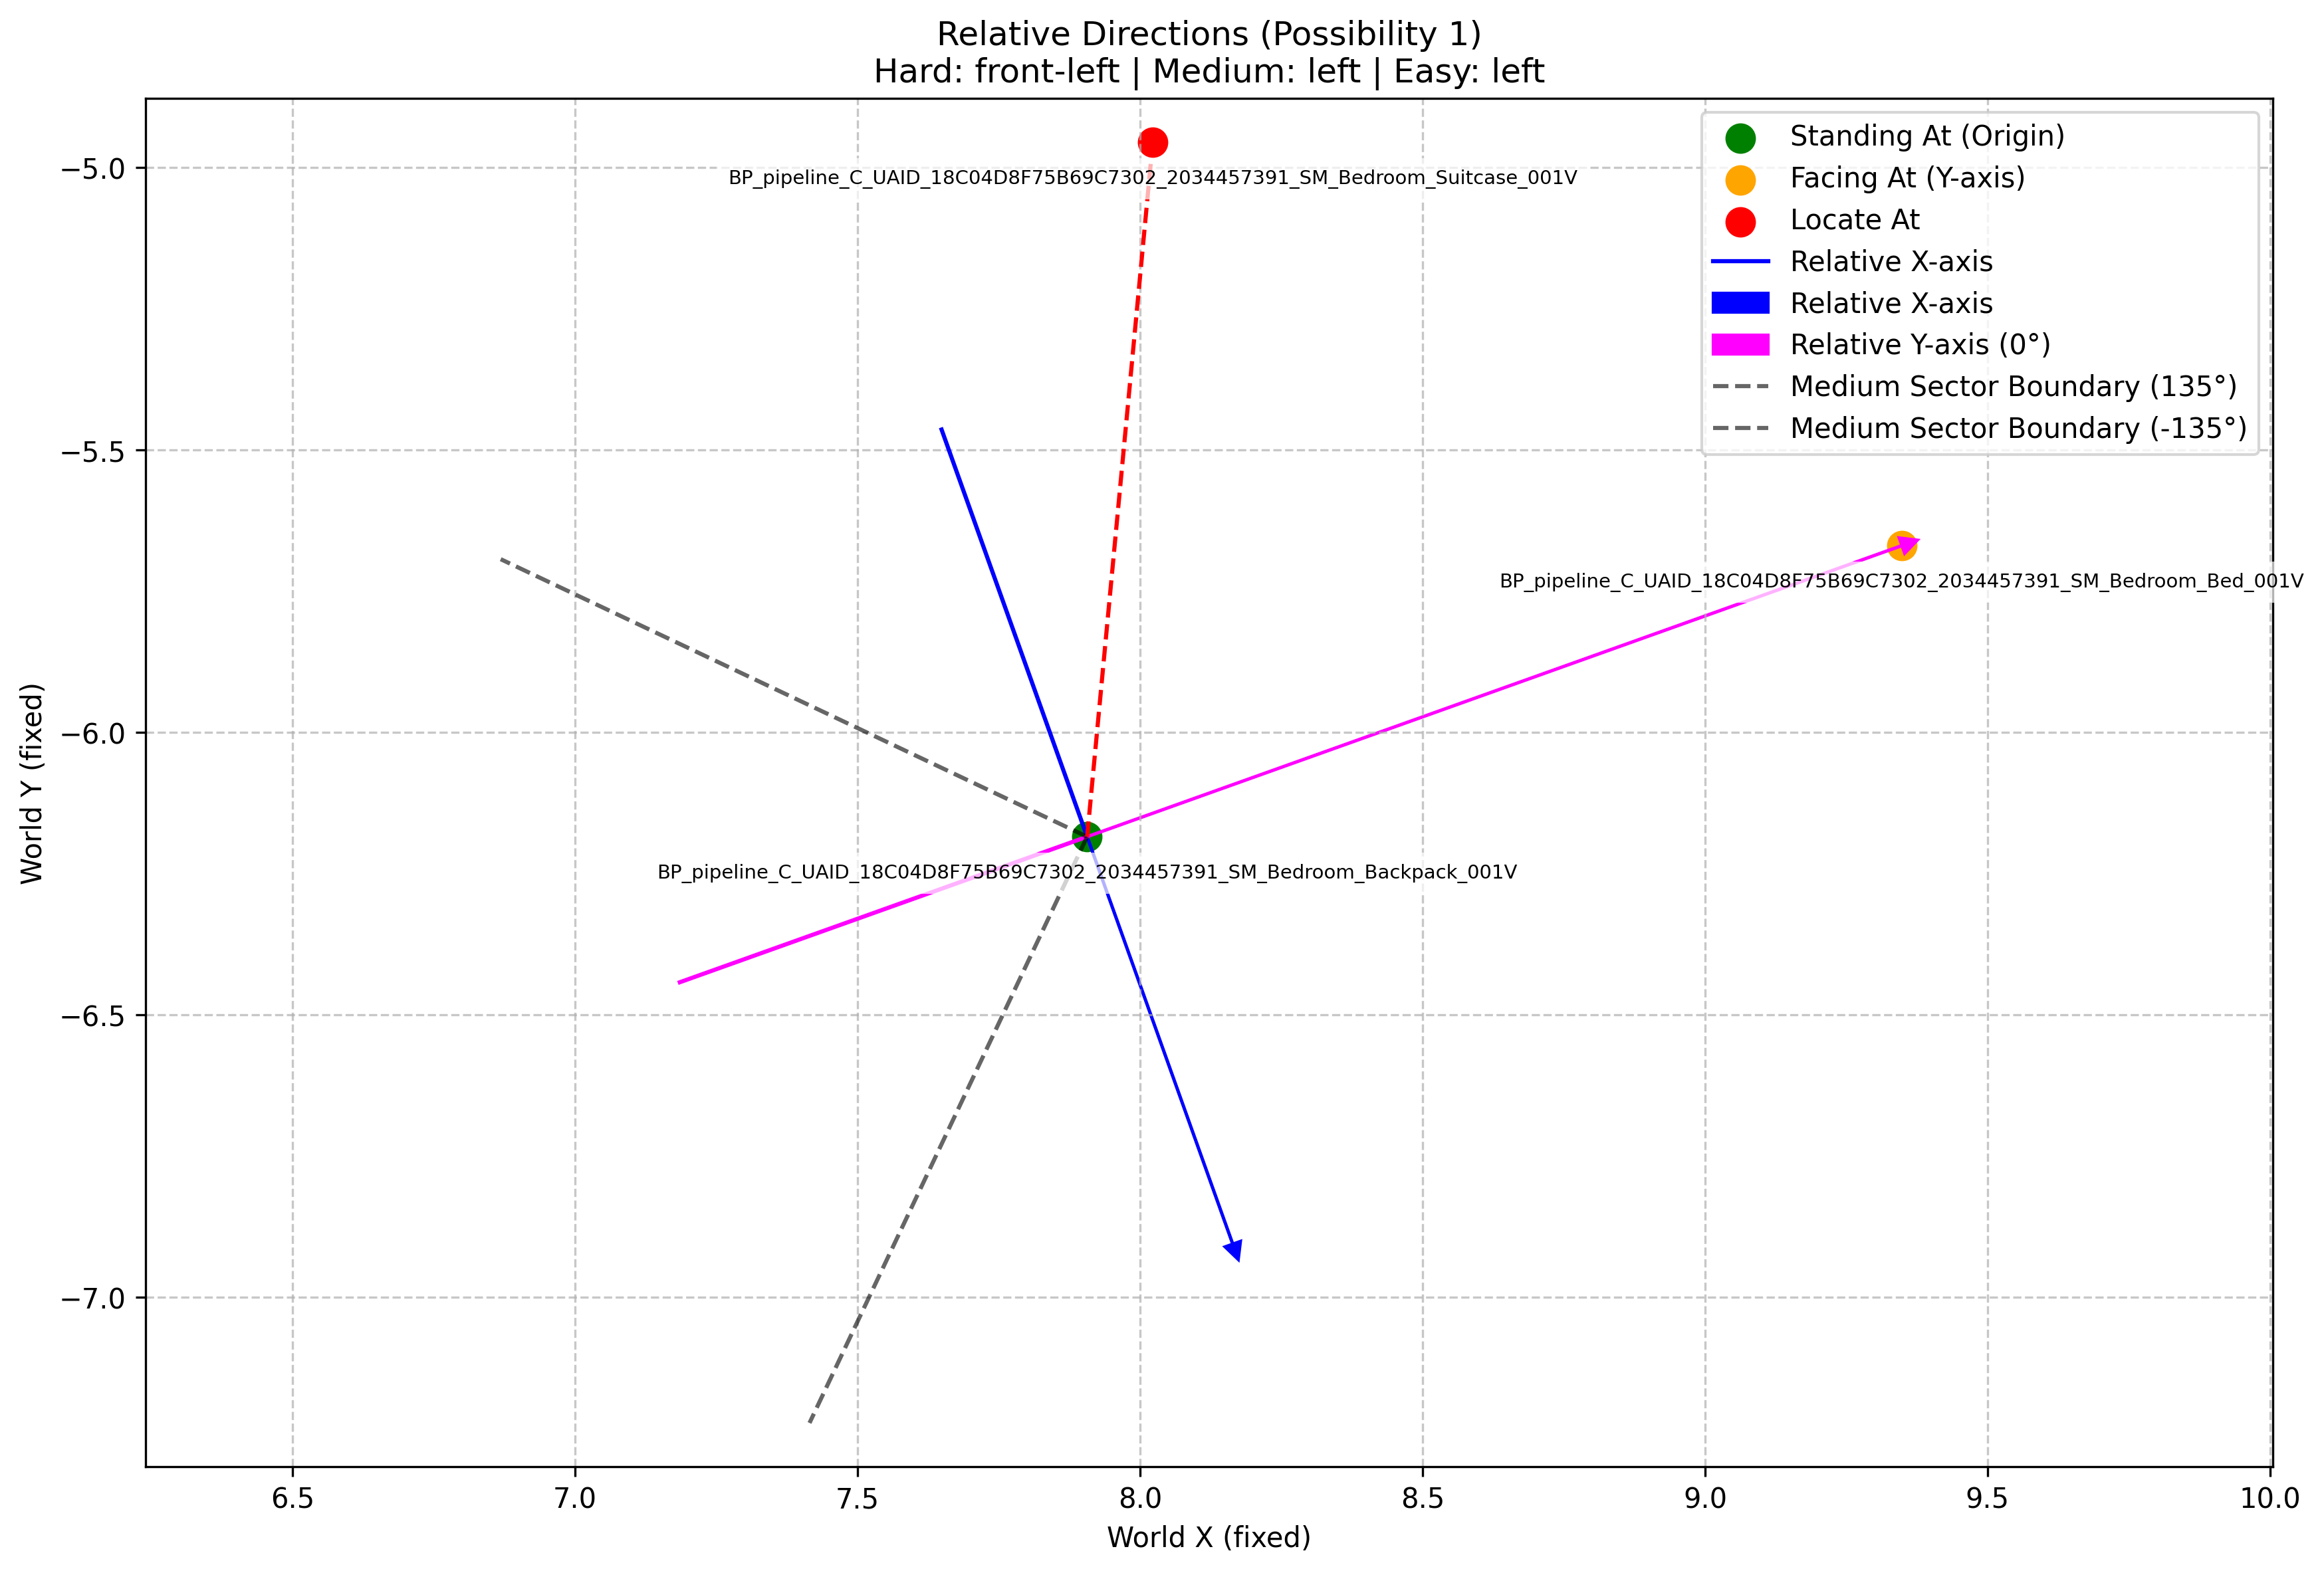 Relative Directions (Possibility 1)
Hard: front-left | Medium: left | Easy: left
Standing At (Origin)
Facing At (Y-axis)
Locate At
Relative X-axis
Relative X-axis
Relative Y-axis (0°)
Medium Sector Boundary (135°)
Medium Sector Boundary (-135°)
BP_pipeline_C_UAID_18C04D8F75B69C7302_2034457391_SM_Bedroom_Suitcase_001V
BP_pipeline_C_UAID_18C04D8F75B69C7302_2034457391_SM_Bedroom_Bed_001V
BP_pipeline_C_UAID_18C04D8F75B69C7302_2034457391_SM_Bedroom_Backpack_001V
World Y (fixed)
−5.0
−5.5
−6.0
−6.5
−7.0
6.5 7.0 7.5 8.0 8.5 9.0 9.5 10.0
World X (fixed)